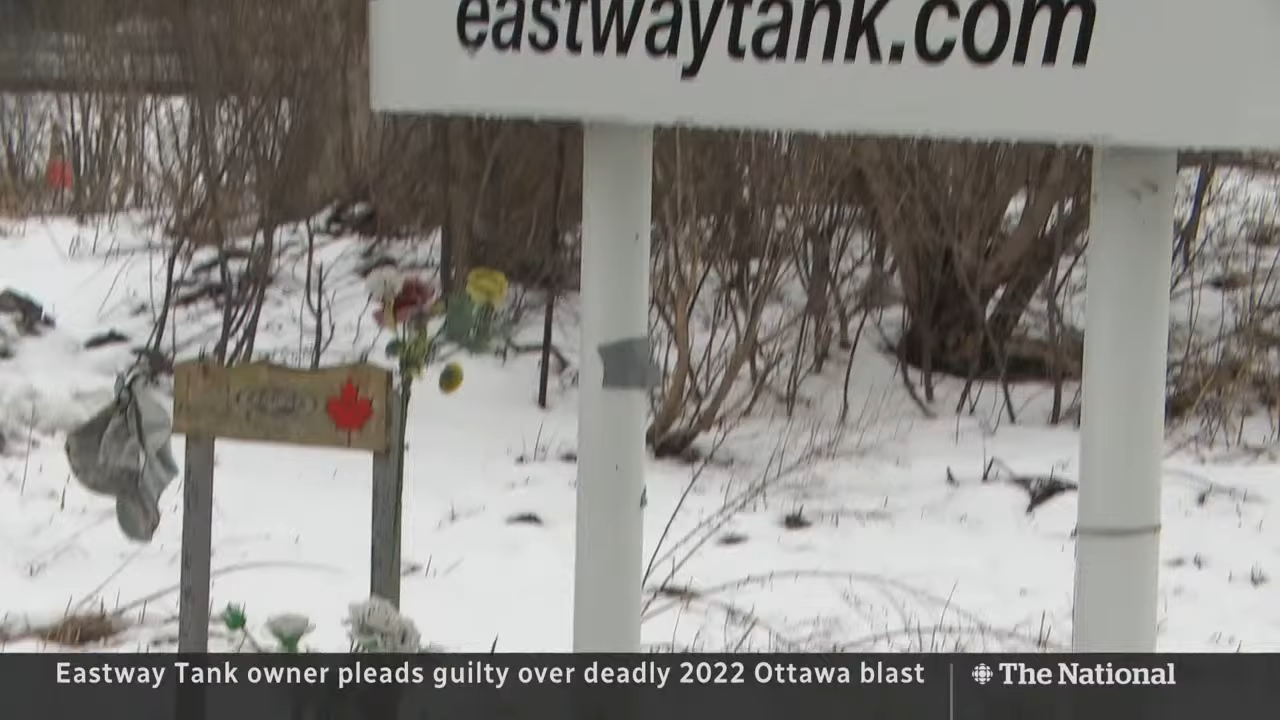 eastwaytank.com
Eastway Tank owner pleads guilty over deadly 2022 Ottawa blast
The National